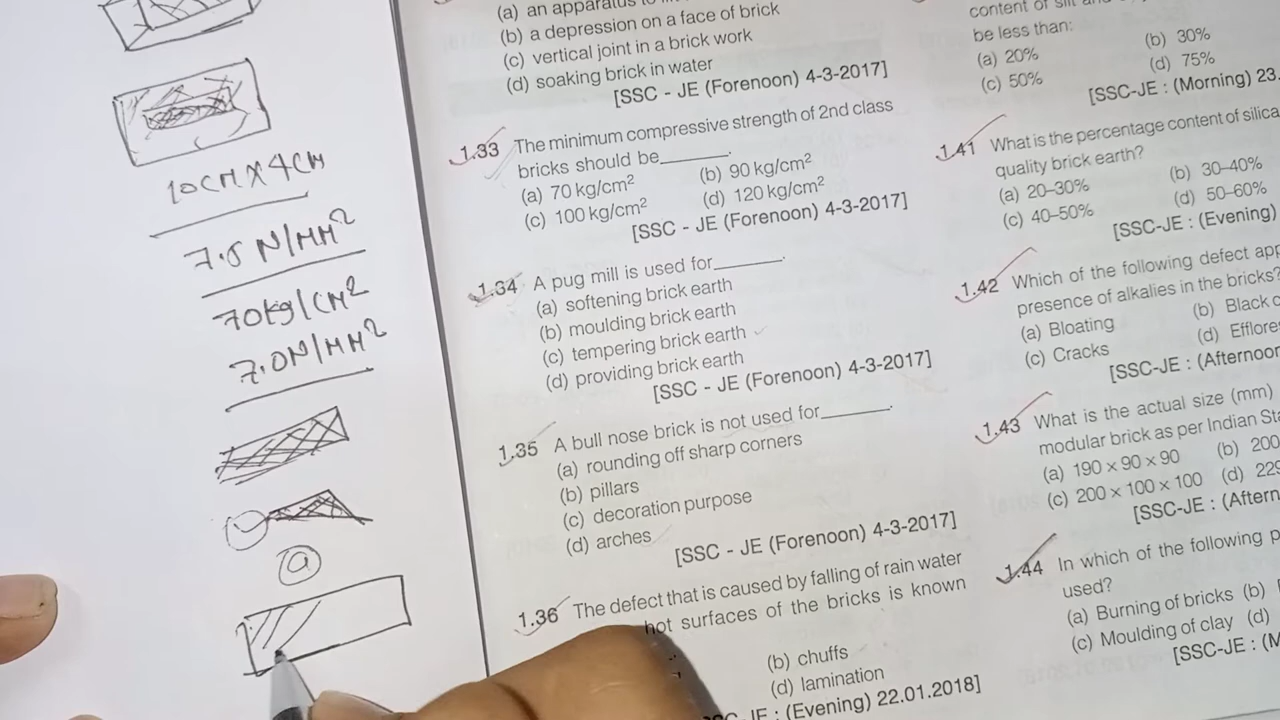 10CM X 4CM
7.5 N/MM²
70kg/CM²
7.0N/MM²
a
(a) an apparatus to
(b) a depression on a face of brick
(c) vertical joint in a brick work
(d) soaking brick in water
[SSC - JE (Forenoon) 4-3-2017]
1.33 The minimum compressive strength of 2nd class
bricks should be______.
(a) 70 kg/cm² (b) 90 kg/cm²
(c) 100 kg/cm² (d) 120 kg/cm²
[SSC - JE (Forenoon) 4-3-2017]
1.34 A pug mill is used for______.
(a) softening brick earth
(b) moulding brick earth
(c) tempering brick earth
(d) providing brick earth
[SSC - JE (Forenoon) 4-3-2017]
1.35 A bull nose brick is not used for______.
(a) rounding off sharp corners
(b) pillars
(c) decoration purpose
(d) arches
[SSC - JE (Forenoon) 4-3-2017]
1.36 The defect that is caused by falling of rain water
hot surfaces of the bricks is known
(b) chuffs
(d) lamination
JE : (Evening) 22.01.2018]
content of silt
be less than:
(a) 20% (b) 30%
(c) 50% (d) 75%
[SSC-JE : (Morning) 23.
1.41 What is the percentage content of silica
quality brick earth?
(a) 20–30% (b) 30–40%
(c) 40–50% (d) 50–60%
[SSC-JE : (Evening)
1.42 Which of the following defect app
presence of alkalies in the bricks?
(a) Bloating (b) Black
(c) Cracks (d) Efflore
[SSC-JE : (Afternoon
1.43 What is the actual size (mm)
modular brick as per Indian St
(a) 190 × 90 × 90 (b) 200
(c) 200 × 100 × 100 (d) 229
[SSC-JE : (Aftern
1.44 In which of the following p
used?
(a) Burning of bricks (b)
(c) Moulding of clay (d)
[SSC-JE : (M